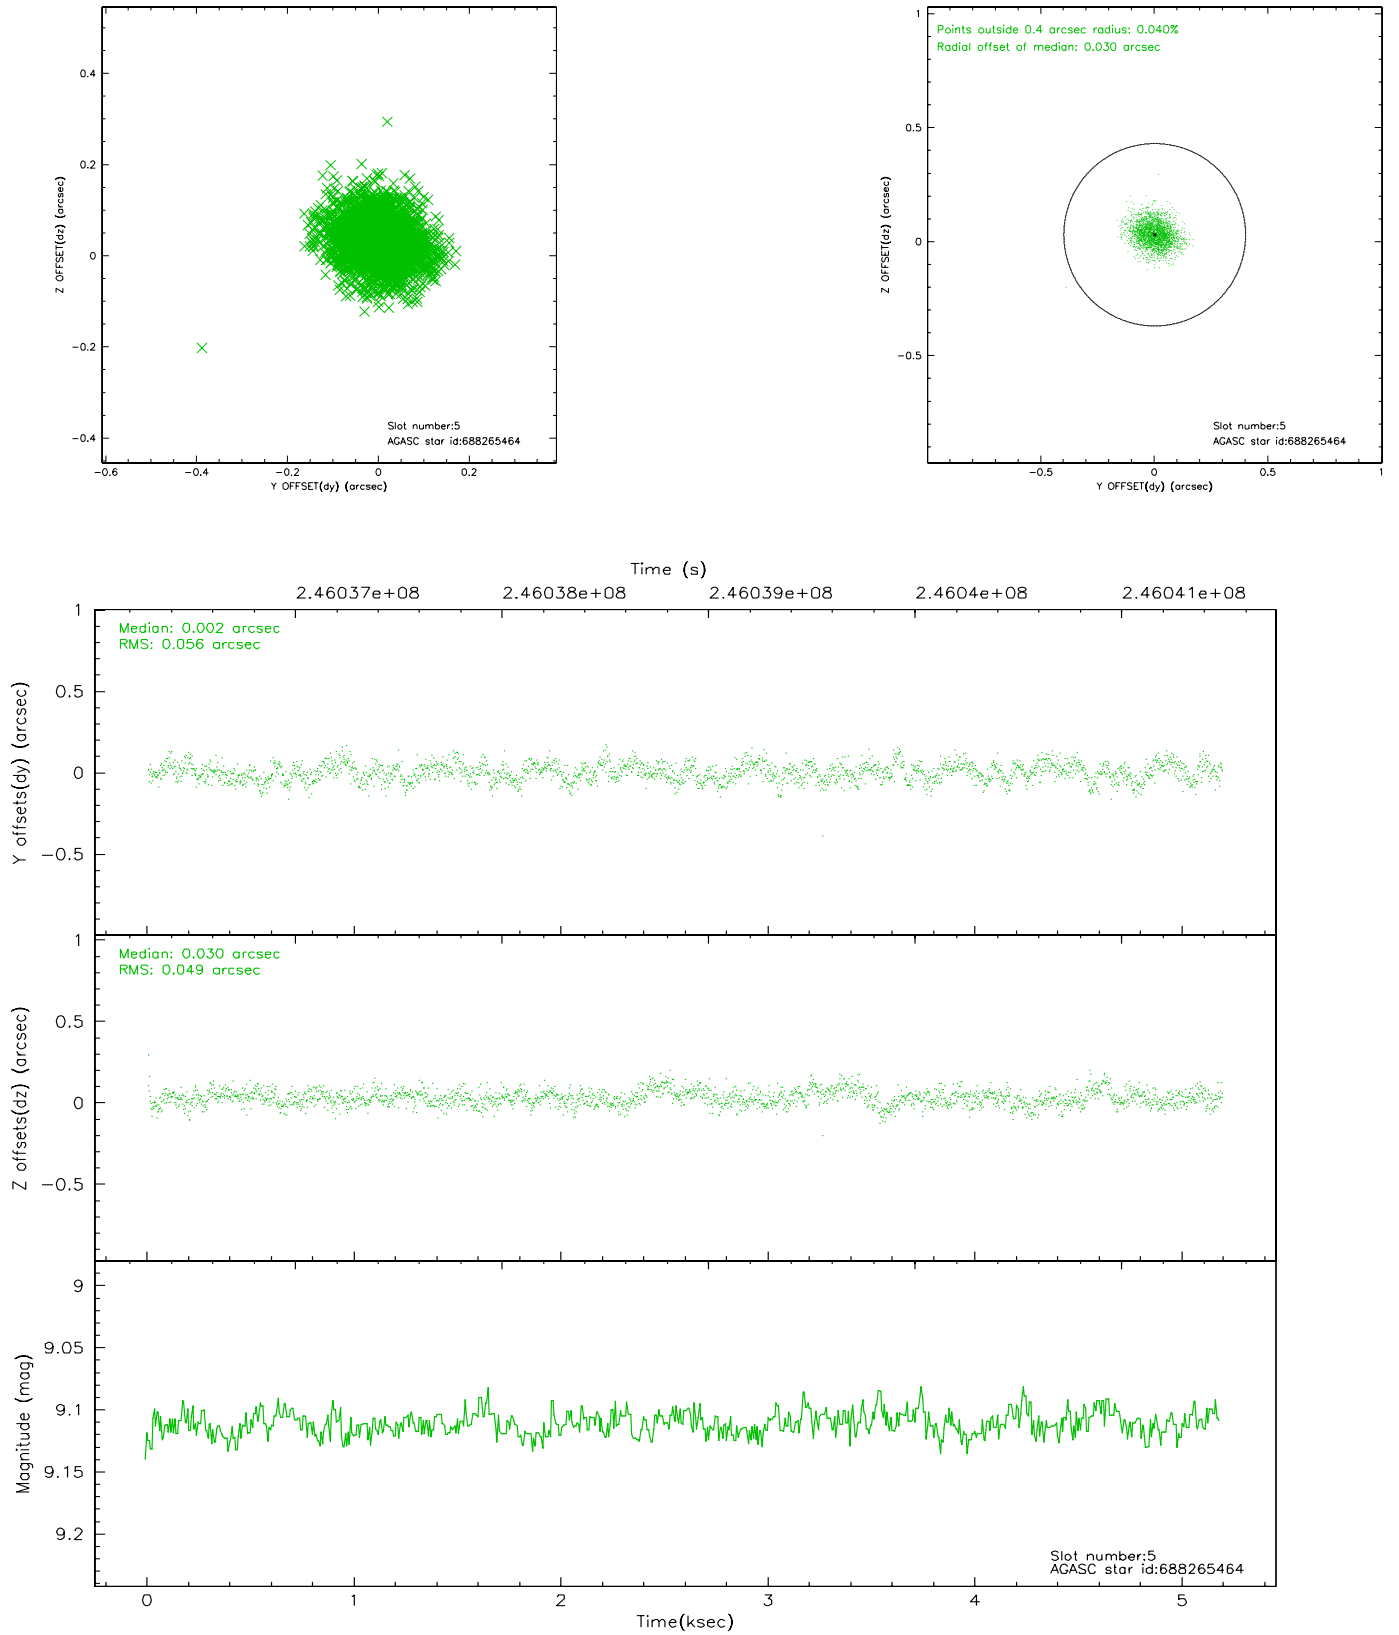 0.4
0.2
0
-0.2
-0.4
Z OFFSET(dz) (arcsec)
Slot number:5
AGASC star id:688265464
-0.6
-0.4
-0.2
0
0.2
Y OFFSET(dy) (arcsec)
Points outside 0.4 arcsec radius: 0.040%
Radial offset of median: 0.030 arcsec
1
0.5
0
-0.5
Z OFFSET(dz) (arcsec)
Slot number:5
AGASC star id:688265464
-0.5
0
0.5
1
Y OFFSET(dy) (arcsec)
Time (s)
2.46037e+08
2.46038e+08
2.46039e+08
2.4604e+08
2.46041e+08
Median: 0.002 arcsec
RMS: 0.056 arcsec
1
0.5
0
-0.5
Y offsets(dy) (arcsec)
Median: 0.030 arcsec
RMS: 0.049 arcsec
1
0.5
0
-0.5
Z offsets(dz) (arcsec)
9
9.05
9.1
9.15
9.2
Magnitude (mag)
Slot number:5
AGASC star id:688265464
0
1
2
3
4
5
Time(ksec)